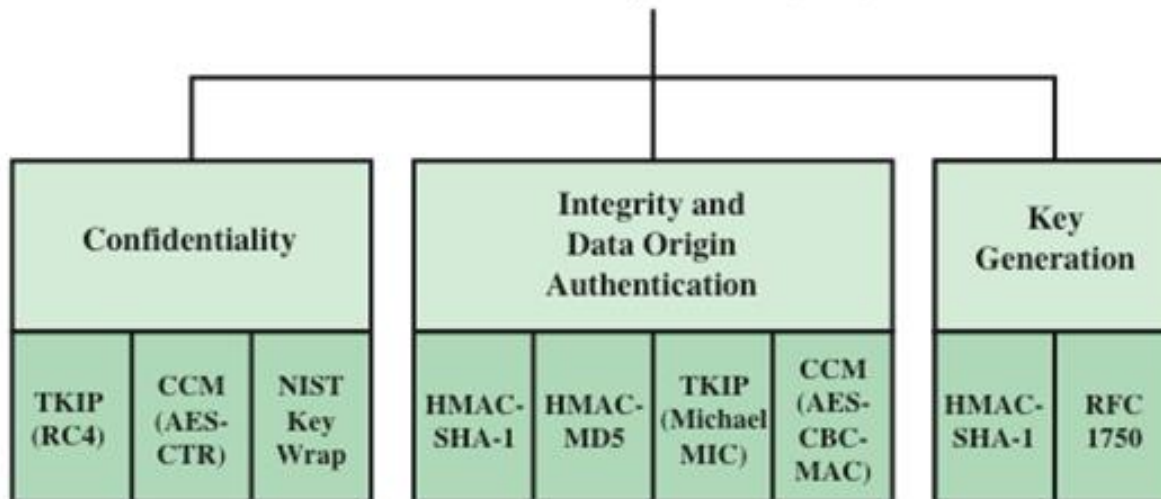 Confidentiality
Integrity and
Data Origin
Authentication
Key
Generation
TKIP
(RC4)
CCM
(AES-
CTR)
NIST
Key
Wrap
HMAC-
SHA-1
HMAC-
MD5
TKIP
(Michael
MIC)
CCM
(AES-
CBC-
MAC)
HMAC-
SHA-1
RFC
1750